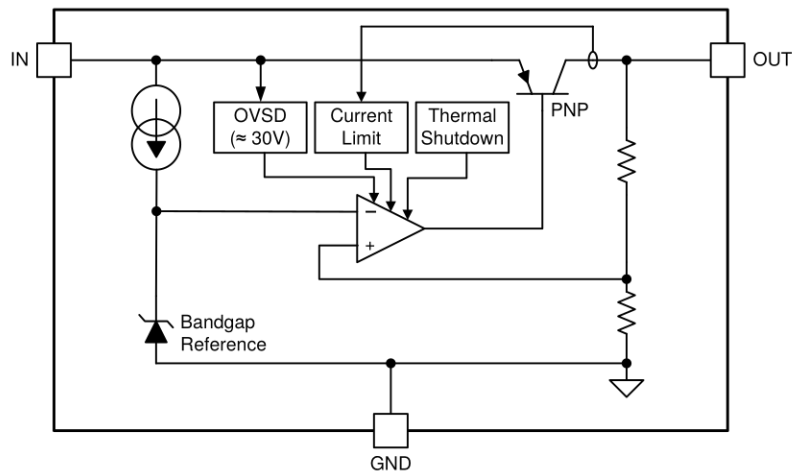 IN
OUT
PNP
OVSD
(≈ 30V)
Current
Limit
Thermal
Shutdown
−
+
Bandgap
Reference
GND